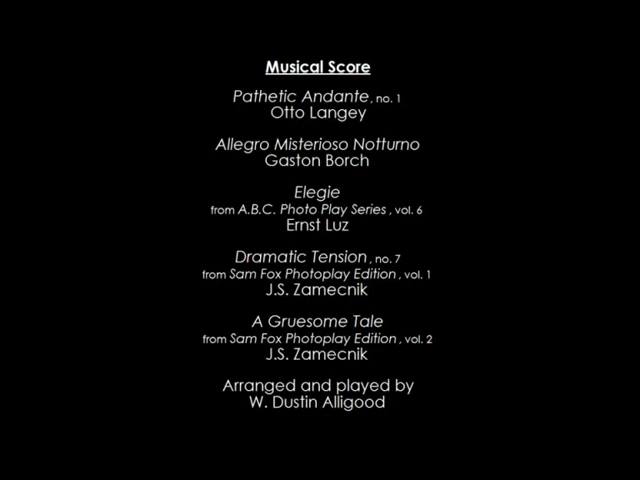 Musical Score
Pathetic Andante, no. 1
Otto Langey
Allegro Misterioso Notturno
Gaston Borch
Elegie
from A.B.C. Photo Play Series, vol. 6
Ernst Luz
Dramatic Tension, no. 7
from Sam Fox Photoplay Edition, vol. 1
J.S. Zamecnik
A Gruesome Tale
from Sam Fox Photoplay Edition, vol. 2
J.S. Zamecnik
Arranged and played by
W. Dustin Alligood